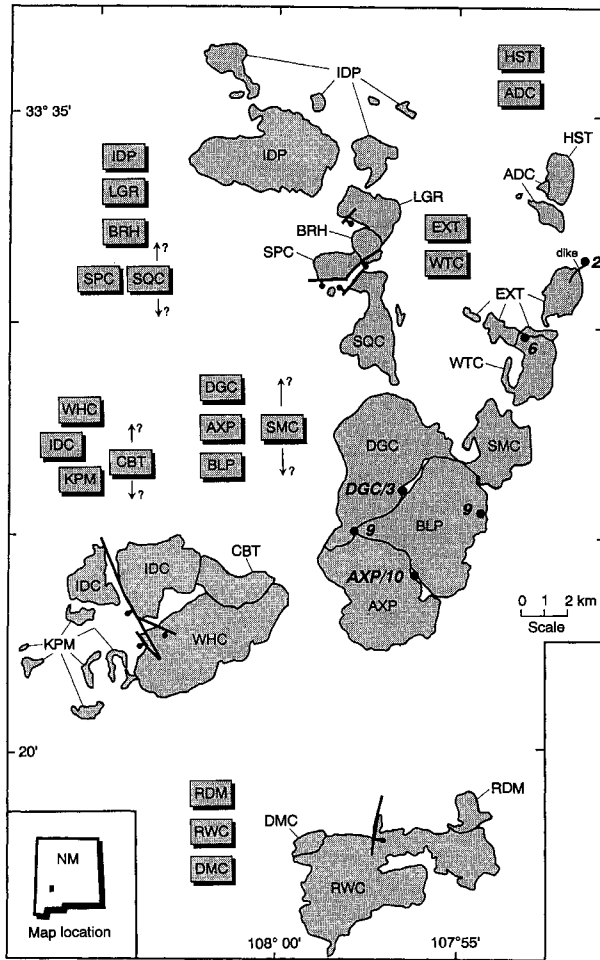 IDP
HST
ADC
33° 35'
IDP
HST
IDP
ADC
LGR
LGR
BRH
BRH
EXT
SPC
?
WTC
dike
2
SPC
SQC
EXT
?
SQC
6
WTC
DGC
?
WHC
DGC
SMC
?
AXP
SMC
IDC
CBT
BLP
KPM
?
?
DGC/3
9
BLP
9
CBT
AXP/10
IDC
IDC
AXP
0 1 2 km
Scale
WHC
KPM
20'
RDM
RDM
DMC
RWC
NM
DMC
RWC
Map location
108° 00'
107° 55'